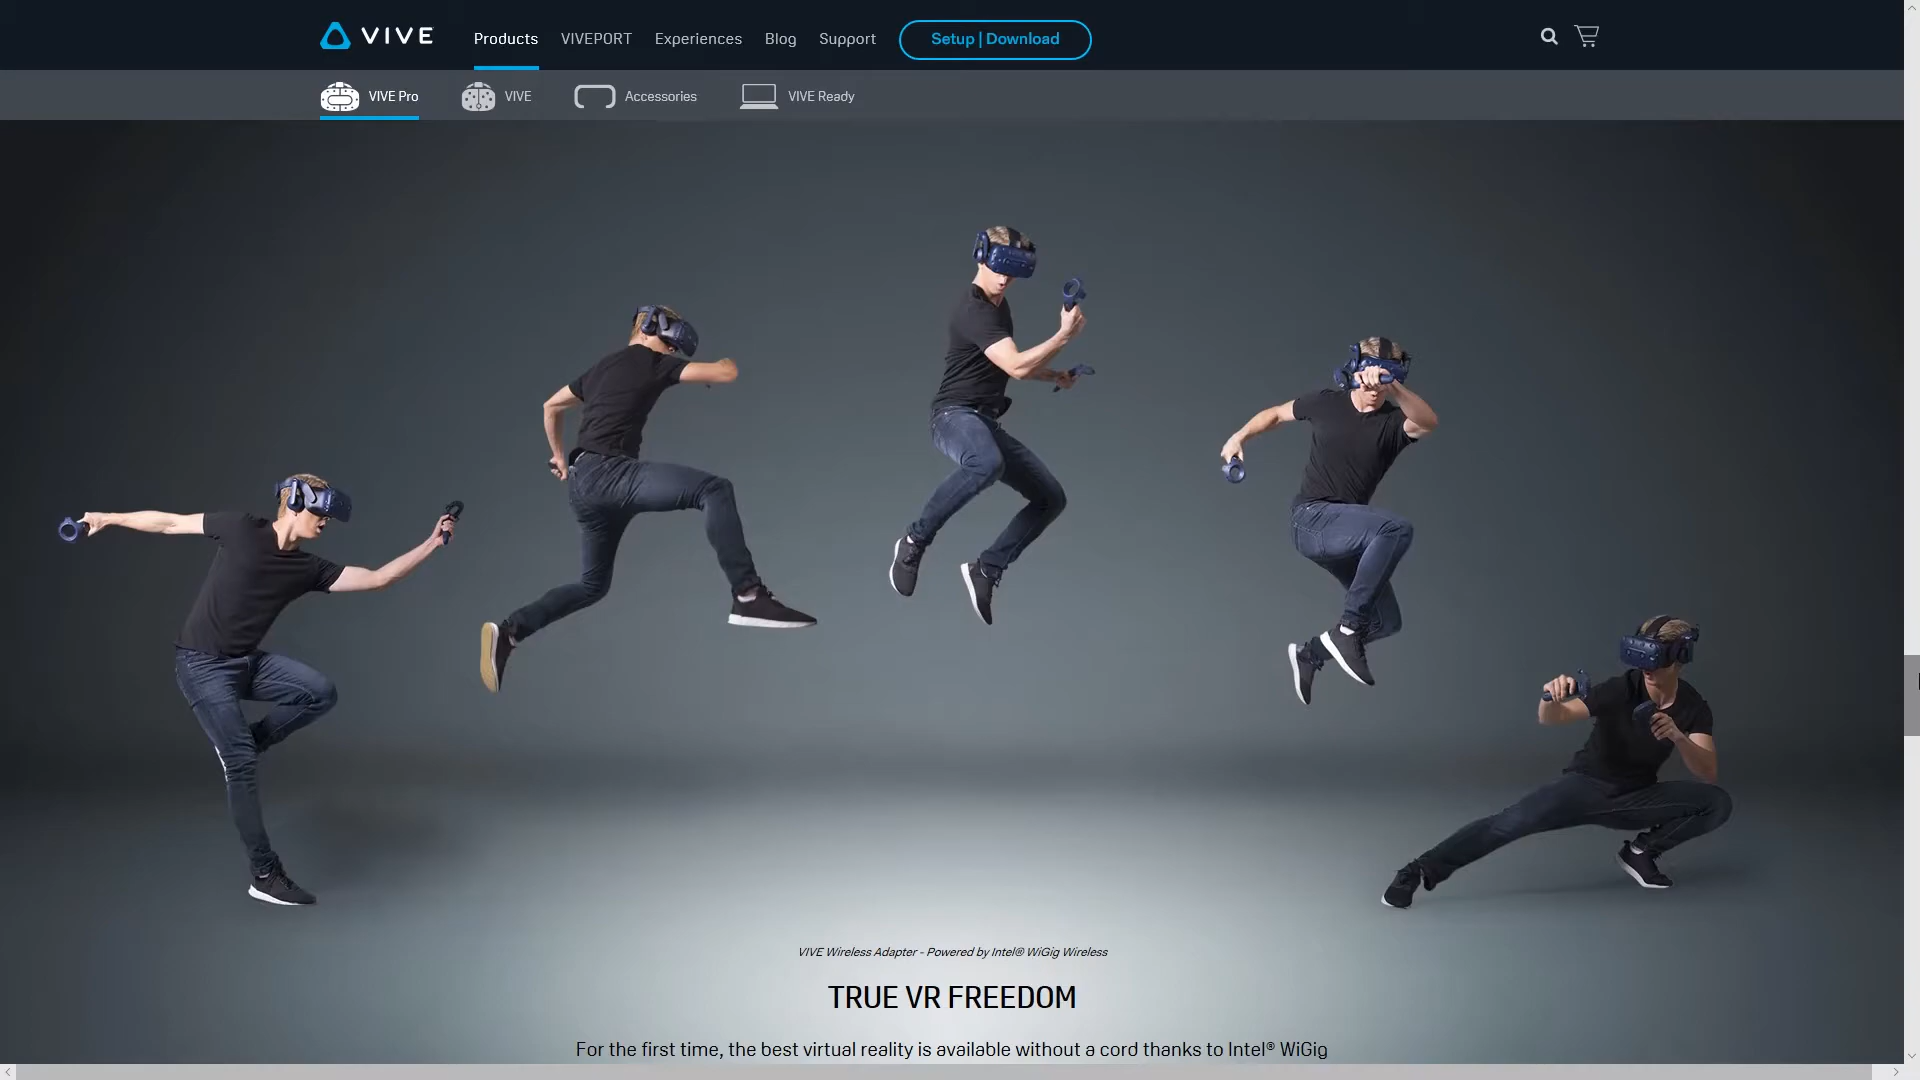 VIVE
Products
VIVEPORT
Experiences
Blog
Support
Setup | Download
VIVE Pro
VIVE
Accessories
VIVE Ready
VIVE Wireless Adapter - Powered by Intel® WiGig Wireless
TRUE VR FREEDOM
For the first time, the best virtual reality is available without a cord thanks to Intel® WiGig